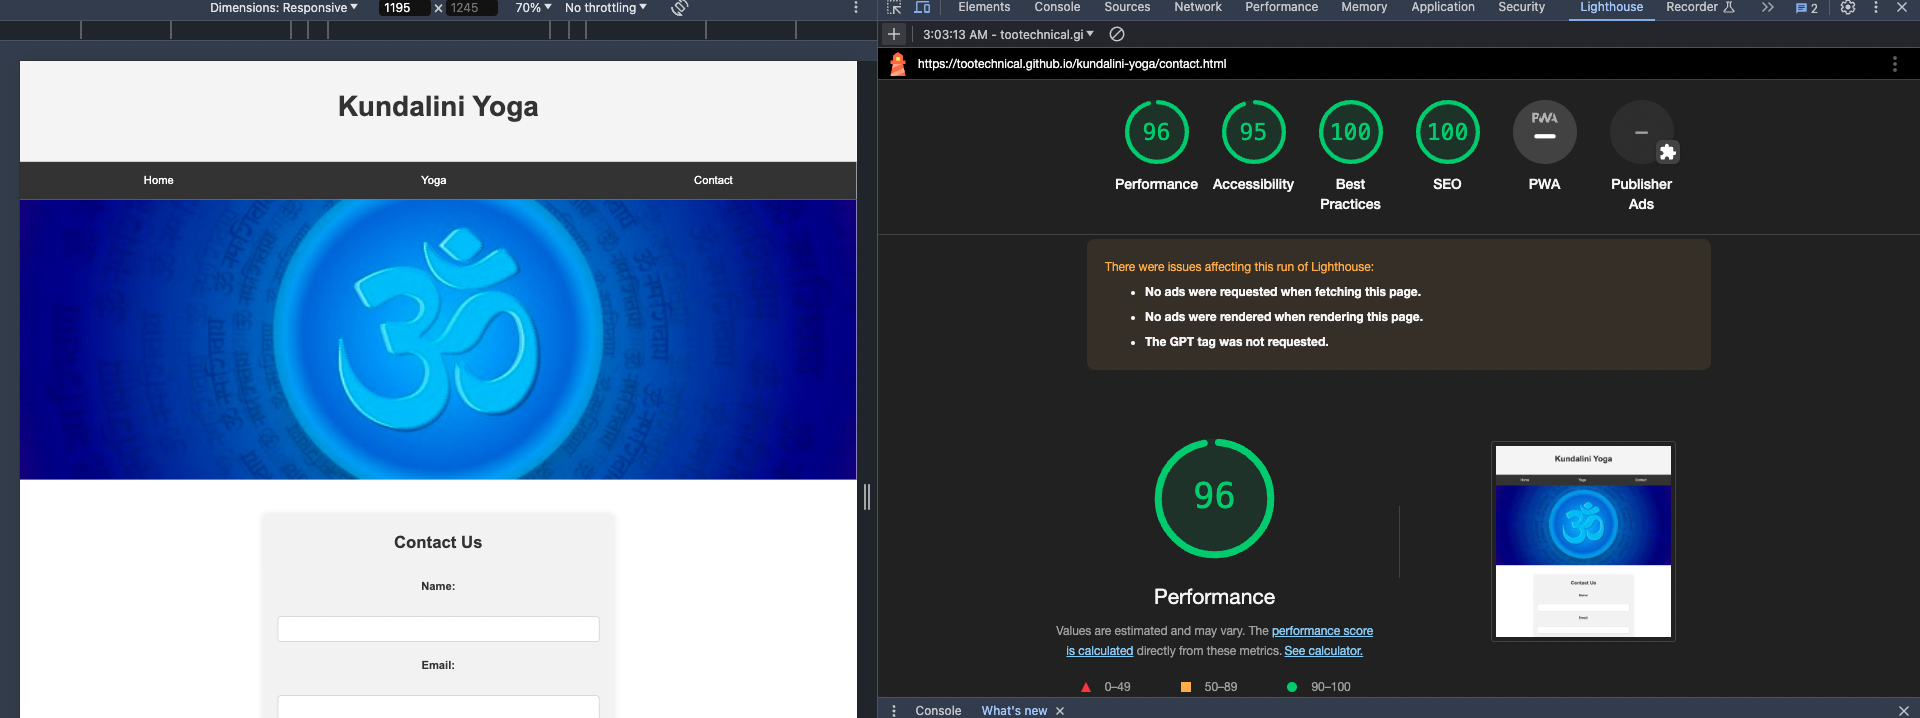 Dimensions: Responsive 1195 × 1245 70% No throttling
Elements Console Sources Network Performance Memory Application Security Lighthouse Recorder 2
3:03:13 AM - tootechnical.gi
https://tootechnical.github.io/kundalini-yoga/contact.html
Kundalini Yoga
Home Yoga Contact
ॐ
Contact Us
Name:
Email:
96 95 100 100 PWA
Performance Accessibility Best Practices SEO PWA Publisher Ads
There were issues affecting this run of Lighthouse:
No ads were requested when fetching this page.
No ads were rendered when rendering this page.
The GPT tag was not requested.
96
Performance
Values are estimated and may vary. The performance score
is calculated directly from these metrics. See calculator.
0–49 50–89 90–100
Kundalini Yoga
Home Yoga Contact
ॐ
Contact Us
Name
Email
Console What's new